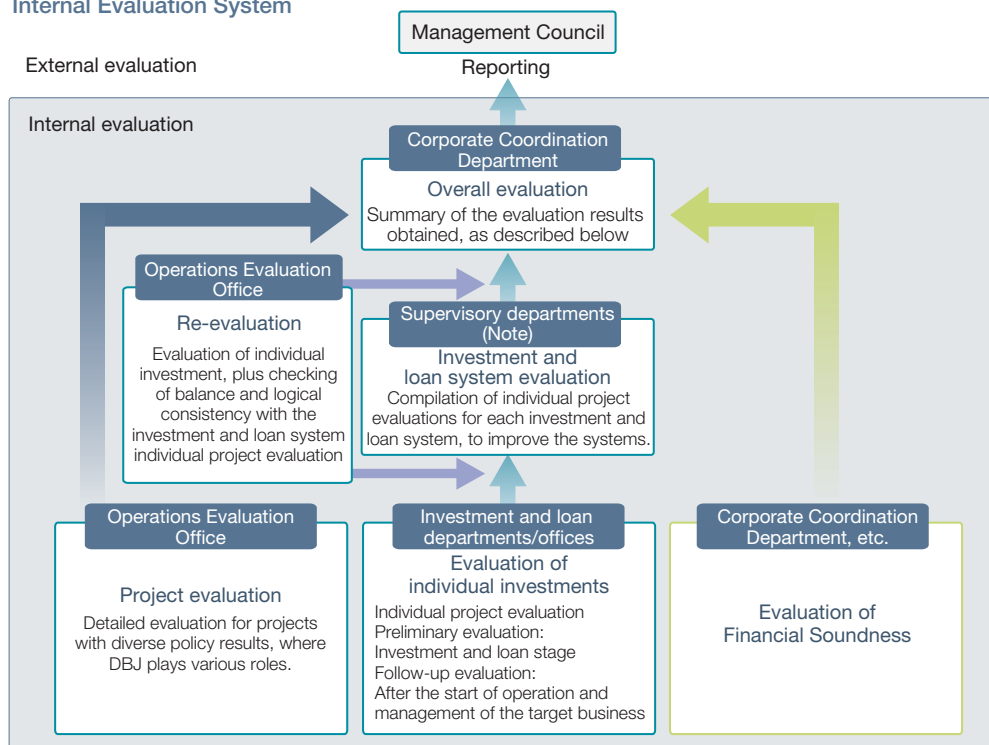 Internal Evaluation System
Management Council
External evaluation
Reporting
Internal evaluation
Corporate Coordination
Department
Overall evaluation
Summary of the evaluation results
obtained, as described below
Operations Evaluation
Office
Re-evaluation
Evaluation of individual
investment, plus checking
of balance and logical
consistency with the
investment and loan system
individual project evaluation
Supervisory departments
(Note)
Investment and
loan system evaluation
Compilation of individual project
evaluations for each investment and
loan system, to improve the systems.
Operations Evaluation
Office
Project evaluation
Detailed evaluation for projects
with diverse policy results, where
DBJ plays various roles.
Investment and loan
departments/offices
Evaluation of
individual investments
Individual project evaluation
Preliminary evaluation:
Investment and loan stage
Follow-up evaluation:
After the start of operation and
management of the target business
Corporate Coordination
Department, etc.
Evaluation of
Financial Soundness